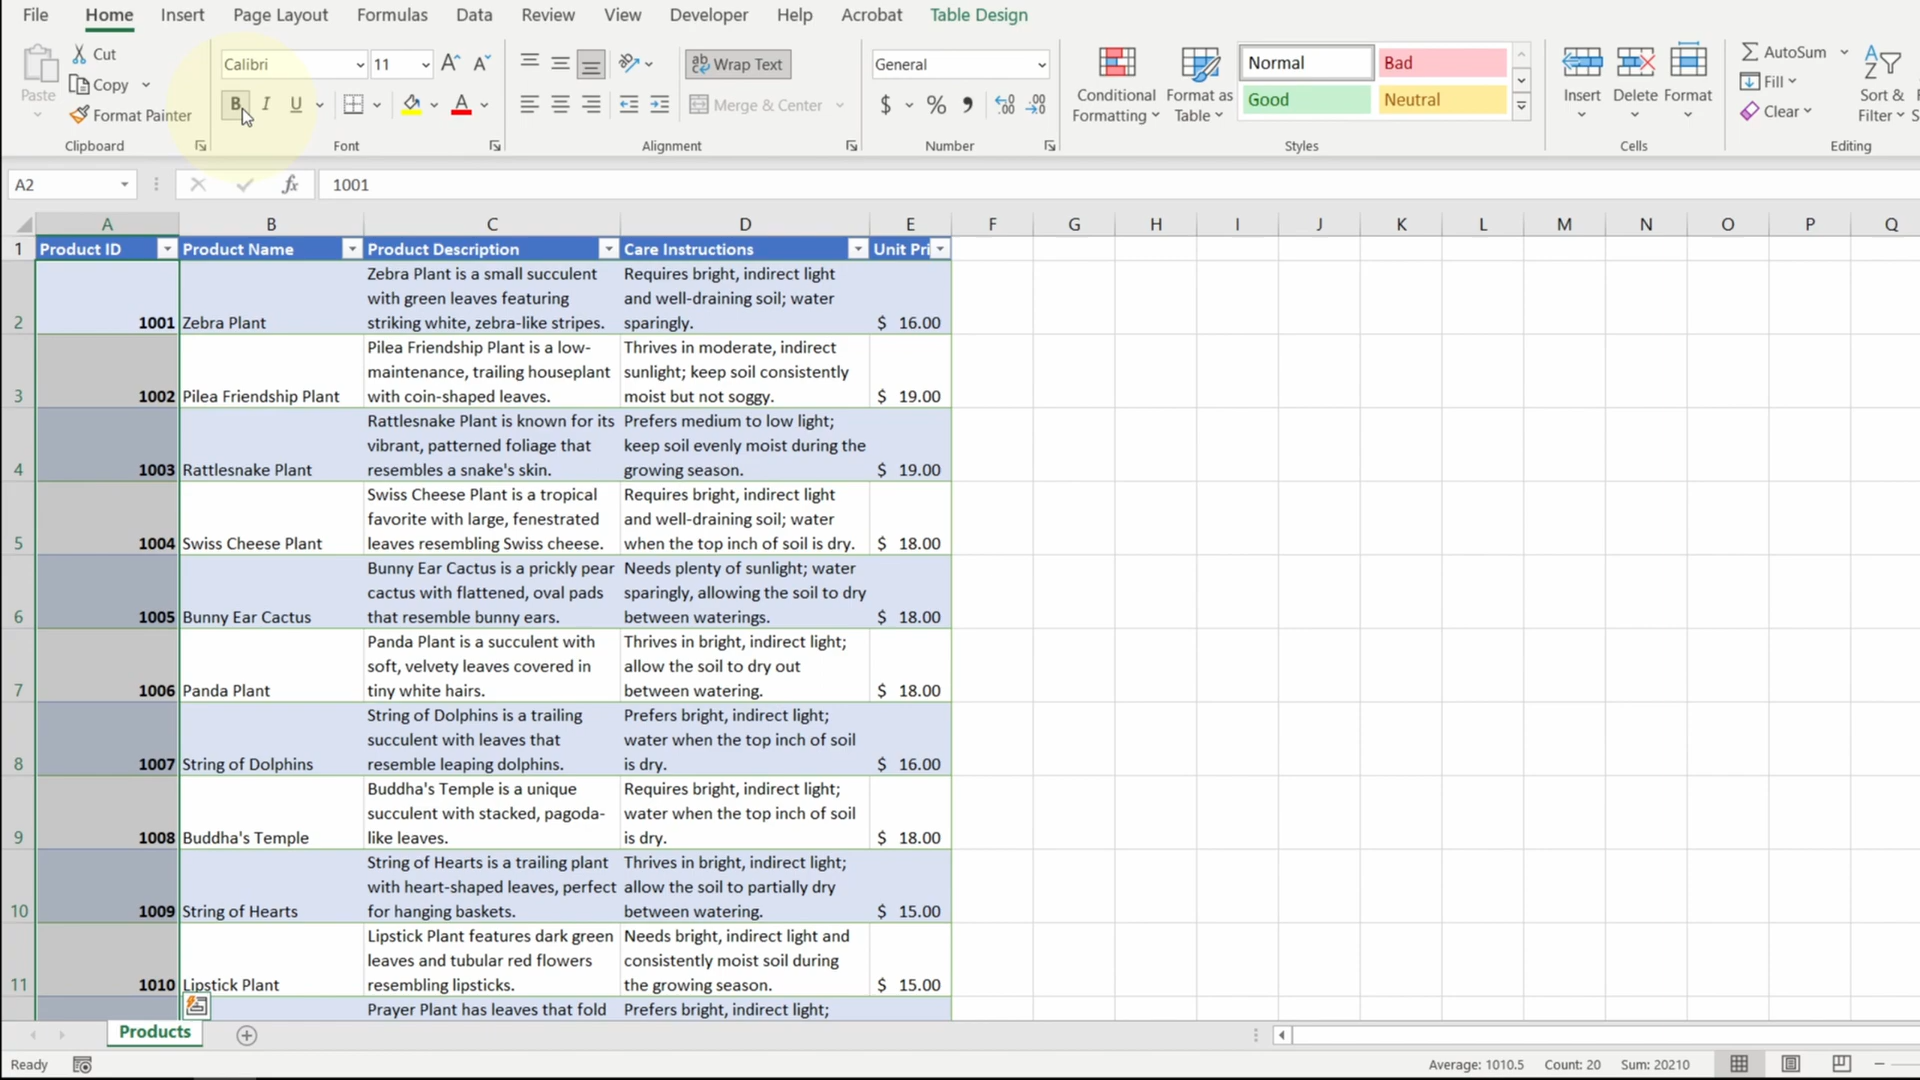 File Home Insert Page Layout Formulas Data Review View Developer Help Acrobat Table Design
Paste
Cut
Copy
Format Painter
Clipboard
Calibri 11
B I U
Font
Wrap Text
Merge & Center
Alignment
General
$ % ,
Number
Conditional Formatting
Format as Table
Normal Bad
Good Neutral
Styles
Insert Delete Format
Cells
AutoSum
Fill
Clear
Sort &
Filter
Editing
A2 fx 1001
A B C D E F G H I J K L M N O P Q
1 Product ID Product Name Product Description Care Instructions Unit Pri
Zebra Plant is a small succulent Requires bright, indirect light
with green leaves featuring and well-draining soil; water
2 1001 Zebra Plant striking white, zebra-like stripes. sparingly. $ 16.00
Pilea Friendship Plant is a low- Thrives in moderate, indirect
maintenance, trailing houseplant sunlight; keep soil consistently
3 1002 Pilea Friendship Plant with coin-shaped leaves. moist but not soggy. $ 19.00
Rattlesnake Plant is known for its Prefers medium to low light;
vibrant, patterned foliage that keep soil evenly moist during the
4 1003 Rattlesnake Plant resembles a snake's skin. growing season. $ 19.00
Swiss Cheese Plant is a tropical Requires bright, indirect light
favorite with large, fenestrated and well-draining soil; water
5 1004 Swiss Cheese Plant leaves resembling Swiss cheese. when the top inch of soil is dry. $ 18.00
Bunny Ear Cactus is a prickly pear Needs plenty of sunlight; water
cactus with flattened, oval pads sparingly, allowing the soil to dry
6 1005 Bunny Ear Cactus that resemble bunny ears. between waterings. $ 18.00
Panda Plant is a succulent with Thrives in bright, indirect light;
soft, velvety leaves covered in allow the soil to dry out
7 1006 Panda Plant tiny white hairs. between watering. $ 18.00
String of Dolphins is a trailing Prefers bright, indirect light;
succulent with leaves that water when the top inch of soil
8 1007 String of Dolphins resemble leaping dolphins. is dry. $ 16.00
Buddha's Temple is a unique Requires bright, indirect light;
succulent with stacked, pagoda- water when the top inch of soil
9 1008 Buddha's Temple like leaves. is dry. $ 18.00
String of Hearts is a trailing plant Thrives in bright, indirect light;
with heart-shaped leaves, perfect allow the soil to partially dry
10 1009 String of Hearts for hanging baskets. between watering. $ 15.00
Lipstick Plant features dark green Needs bright, indirect light and
leaves and tubular red flowers consistently moist soil during
11 1010 Lipstick Plant resembling lipsticks. the growing season. $ 15.00
Prayer Plant has leaves that fold Prefers bright, indirect light;
Products
Ready Average: 1010.5 Count: 20 Sum: 20210